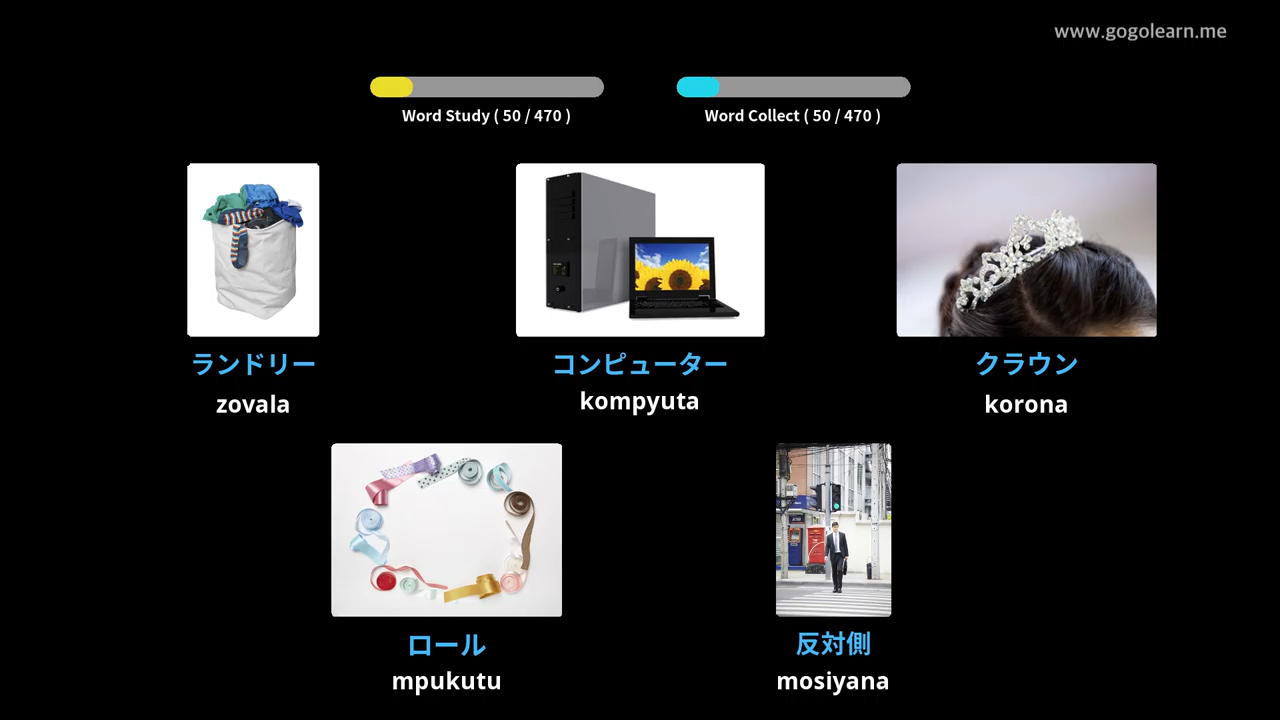 www.gogolearn.me
Word Study ( 50 / 470 )
Word Collect ( 50 / 470 )
ランドリー
zovala
コンピューター
kompyuta
クラウン
korona
ロール
mpukutu
反対側
mosiyana